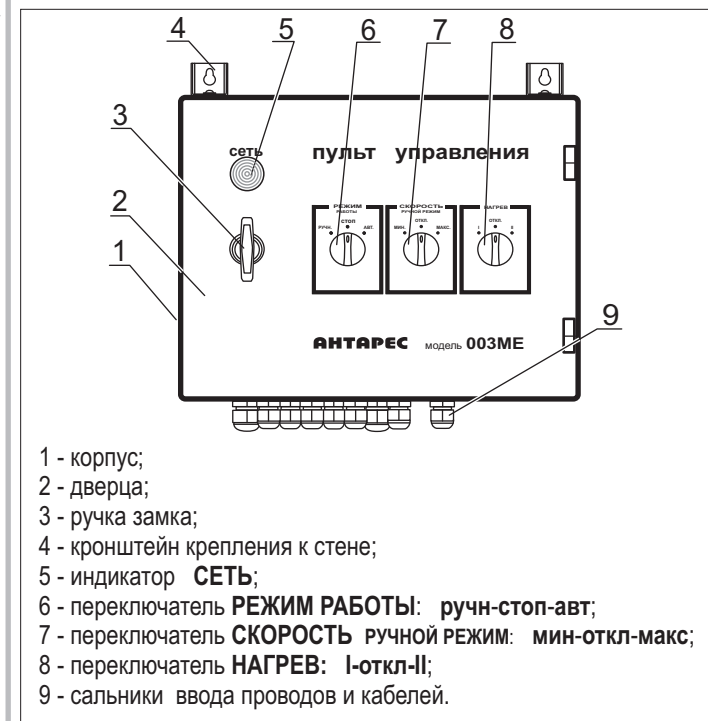 4 5 6 7 8
3
2
1
9
сеть
пульт управления
РЕЖИМ
РАБОТЫ
СТОП
РУЧН. АВТ.
СКОРОСТЬ
РУЧНОЙ РЕЖИМ
ОТКЛ.
МИН. МАКС.
НАГРЕВ
ОТКЛ.
I II
АНТАРЕС модель 003МЕ
1 - корпус;
2 - дверца;
3 - ручка замка;
4 - кронштейн крепления к стене;
5 - индикатор СЕТЬ;
6 - переключатель РЕЖИМ РАБОТЫ: ручн-стоп-авт;
7 - переключатель СКОРОСТЬ РУЧНОЙ РЕЖИМ: мин-откл-макс;
8 - переключатель НАГРЕВ: I-откл-II;
9 - сальники ввода проводов и кабелей.